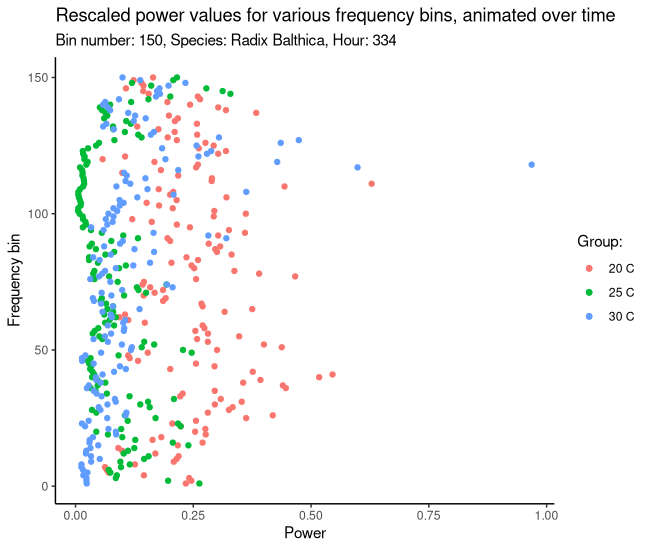 Rescaled power values for various frequency bins, animated over time
Bin number: 150, Species: Radix Balthica, Hour: 334
150
100
50
0
Frequency bin
0.00 0.25 0.50 0.75 1.00
Power
Group:
20 C
25 C
30 C